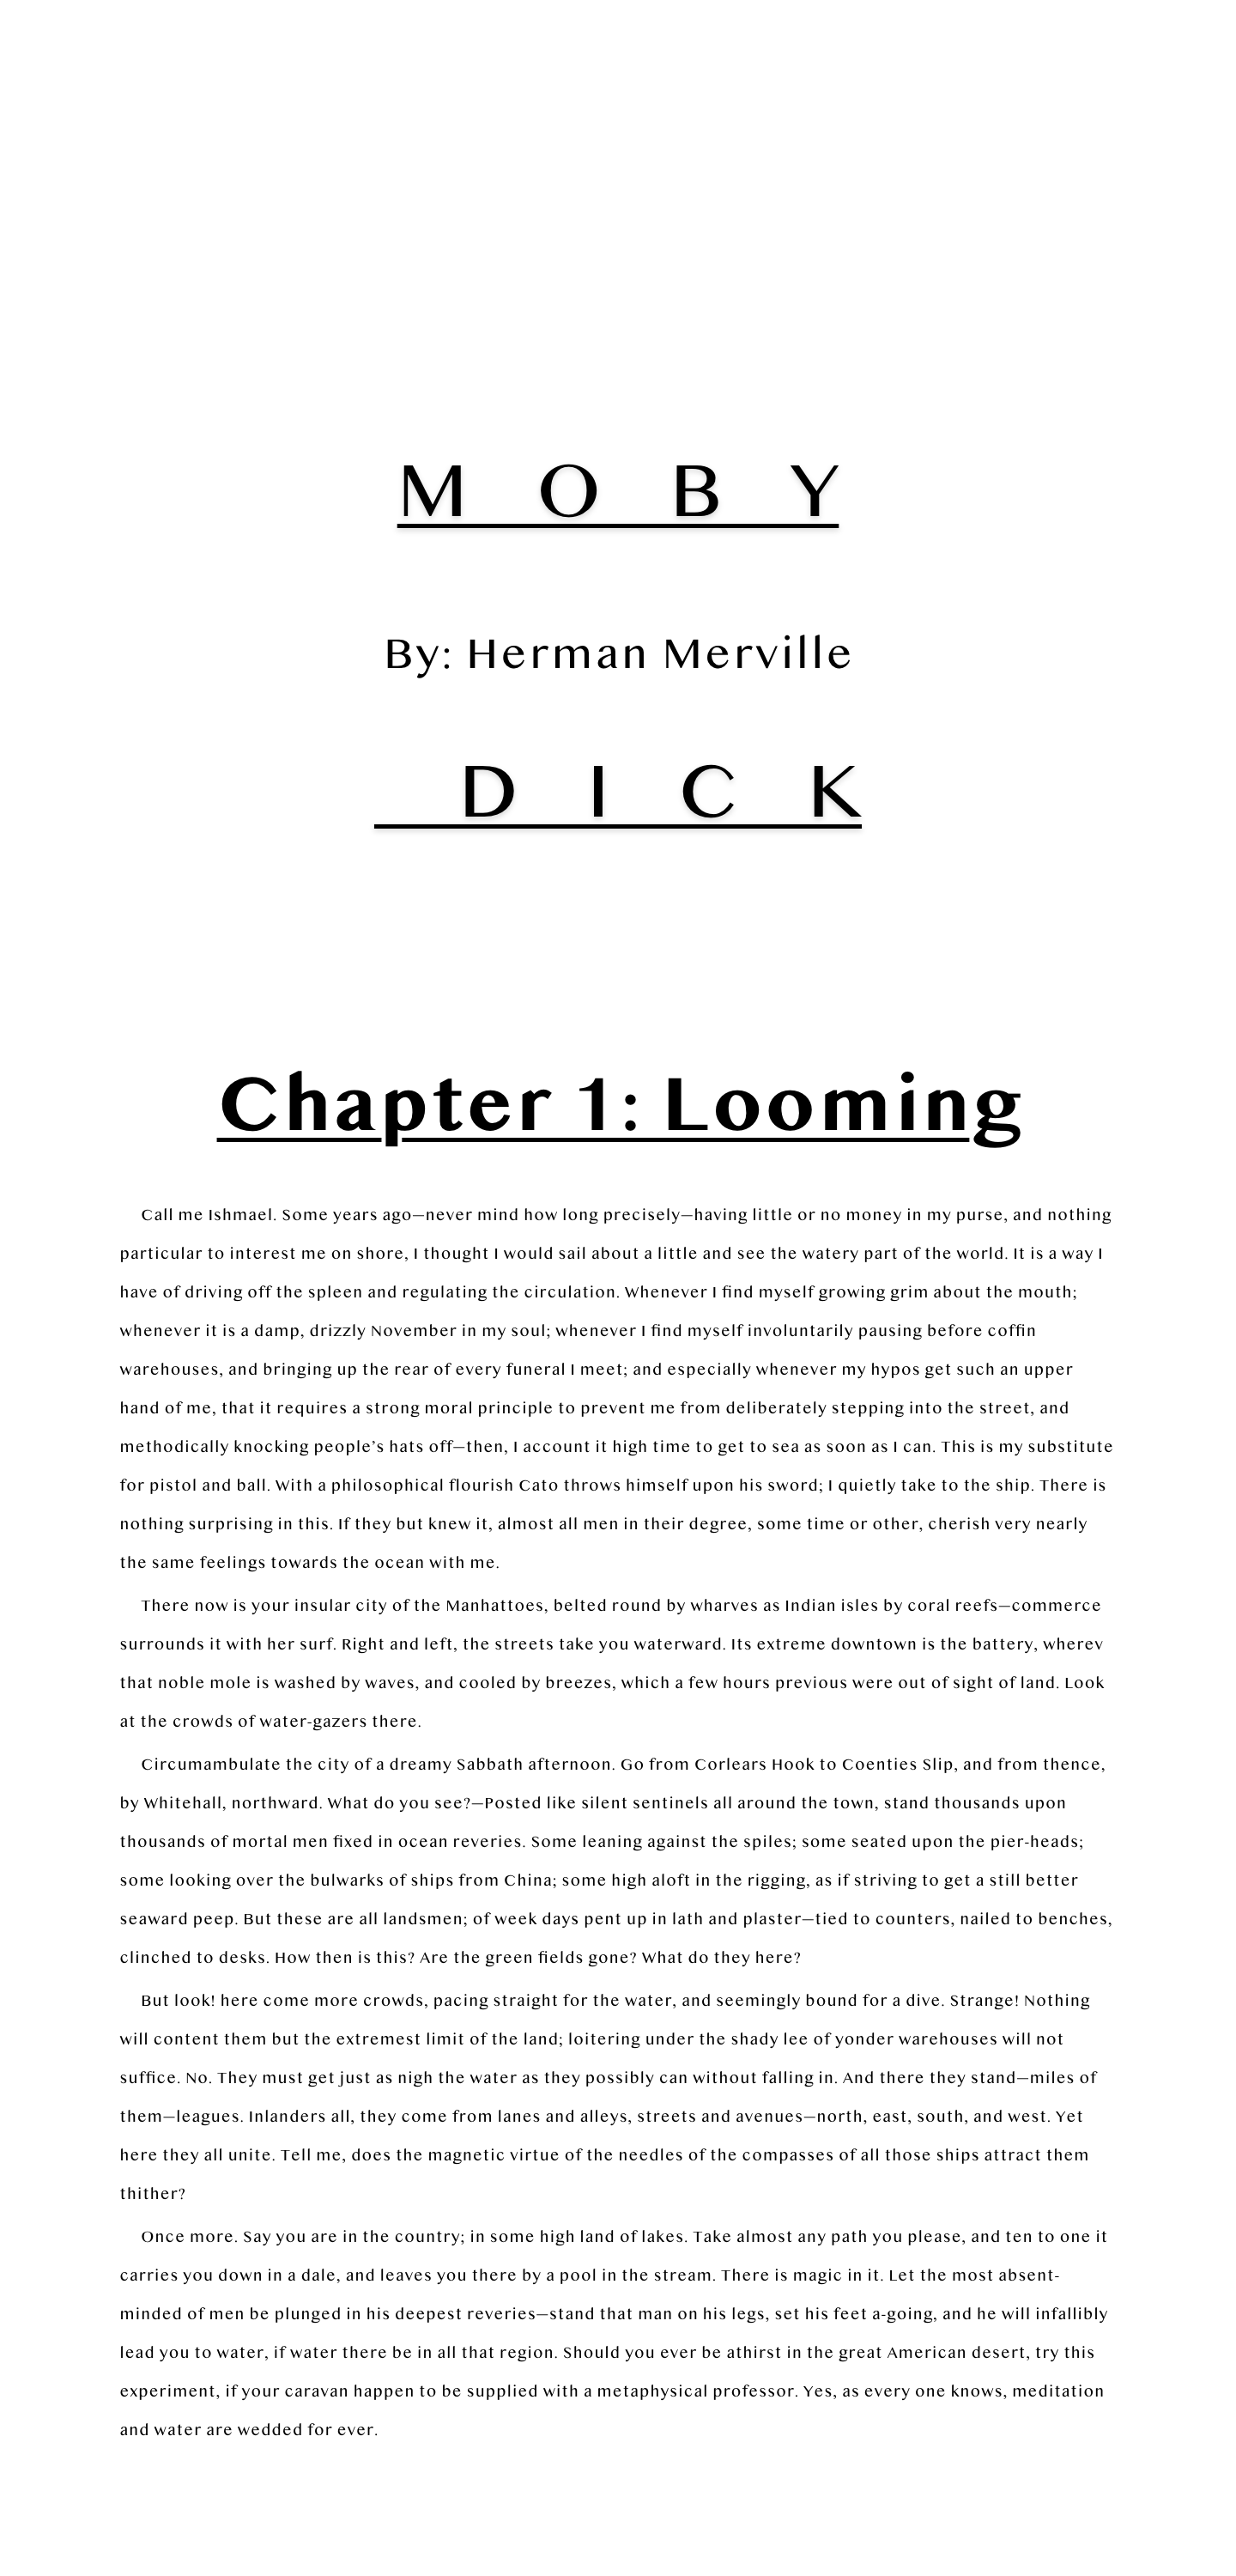 M O B Y
By: Herman Merville
D I C K
Chapter 1: Looming
Call me Ishmael. Some years ago—never mind how long precisely—having little or no money in my purse, and nothing
particular to interest me on shore, I thought I would sail about a little and see the watery part of the world. It is a way I
have of driving off the spleen and regulating the circulation. Whenever I find myself growing grim about the mouth;
whenever it is a damp, drizzly November in my soul; whenever I find myself involuntarily pausing before coffin
warehouses, and bringing up the rear of every funeral I meet; and especially whenever my hypos get such an upper
hand of me, that it requires a strong moral principle to prevent me from deliberately stepping into the street, and
methodically knocking people’s hats off—then, I account it high time to get to sea as soon as I can. This is my substitute
for pistol and ball. With a philosophical flourish Cato throws himself upon his sword; I quietly take to the ship. There is
nothing surprising in this. If they but knew it, almost all men in their degree, some time or other, cherish very nearly
the same feelings towards the ocean with me.
There now is your insular city of the Manhattoes, belted round by wharves as Indian isles by coral reefs—commerce
surrounds it with her surf. Right and left, the streets take you waterward. Its extreme downtown is the battery, wherev
that noble mole is washed by waves, and cooled by breezes, which a few hours previous were out of sight of land. Look
at the crowds of water-gazers there.
Circumambulate the city of a dreamy Sabbath afternoon. Go from Corlears Hook to Coenties Slip, and from thence,
by Whitehall, northward. What do you see?—Posted like silent sentinels all around the town, stand thousands upon
thousands of mortal men fixed in ocean reveries. Some leaning against the spiles; some seated upon the pier-heads;
some looking over the bulwarks of ships from China; some high aloft in the rigging, as if striving to get a still better
seaward peep. But these are all landsmen; of week days pent up in lath and plaster—tied to counters, nailed to benches,
clinched to desks. How then is this? Are the green fields gone? What do they here?
But look! here come more crowds, pacing straight for the water, and seemingly bound for a dive. Strange! Nothing
will content them but the extremest limit of the land; loitering under the shady lee of yonder warehouses will not
suffice. No. They must get just as nigh the water as they possibly can without falling in. And there they stand—miles of
them—leagues. Inlanders all, they come from lanes and alleys, streets and avenues—north, east, south, and west. Yet
here they all unite. Tell me, does the magnetic virtue of the needles of the compasses of all those ships attract them
thither?
Once more. Say you are in the country; in some high land of lakes. Take almost any path you please, and ten to one it
carries you down in a dale, and leaves you there by a pool in the stream. There is magic in it. Let the most absent-
minded of men be plunged in his deepest reveries—stand that man on his legs, set his feet a-going, and he will infallibly
lead you to water, if water there be in all that region. Should you ever be athirst in the great American desert, try this
experiment, if your caravan happen to be supplied with a metaphysical professor. Yes, as every one knows, meditation
and water are wedded for ever.